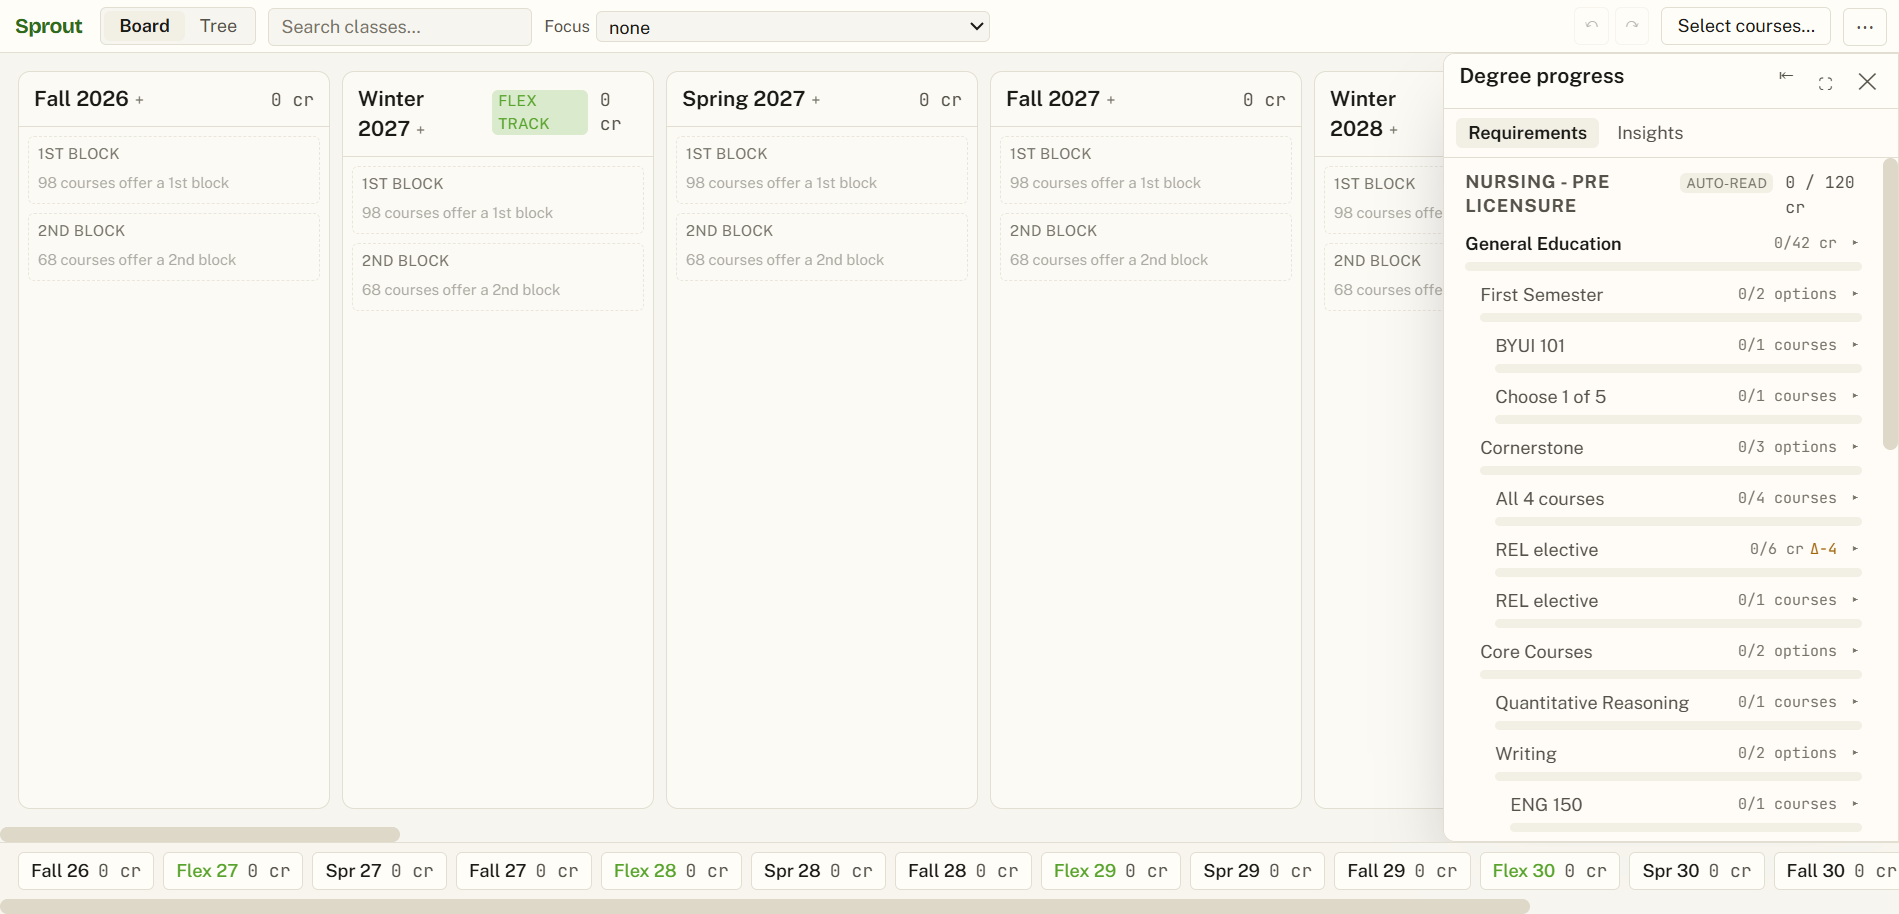 Sprout Board Tree Search classes... Focus none Select courses... ...
Fall 2026 + 0 cr
1ST BLOCK
98 courses offer a 1st block
2ND BLOCK
68 courses offer a 2nd block
Winter 2027 +
FLEX TRACK
0 cr
1ST BLOCK
98 courses offer a 1st block
2ND BLOCK
68 courses offer a 2nd block
Spring 2027 + 0 cr
1ST BLOCK
98 courses offer a 1st block
2ND BLOCK
68 courses offer a 2nd block
Fall 2027 + 0 cr
1ST BLOCK
98 courses offer a 1st block
2ND BLOCK
68 courses offer a 2nd block
Winter 2028 +
1ST BLOCK
98 courses offe
2ND BLOCK
68 courses offe
Degree progress
Requirements Insights
NURSING - PRE LICENSURE
AUTO-READ
0 / 120 cr
General Education 0/42 cr
First Semester 0/2 options
BYUI 101 0/1 courses
Choose 1 of 5 0/1 courses
Cornerstone 0/3 options
All 4 courses 0/4 courses
REL elective 0/6 cr Δ-4
REL elective 0/1 courses
Core Courses 0/2 options
Quantitative Reasoning 0/1 courses
Writing 0/2 options
ENG 150 0/1 courses
Fall 26 0 cr Flex 27 0 cr Spr 27 0 cr Fall 27 0 cr Flex 28 0 cr Spr 28 0 cr Fall 28 0 cr Flex 29 0 cr Spr 29 0 cr Fall 29 0 cr Flex 30 0 cr Spr 30 0 cr Fall 30 0 cr